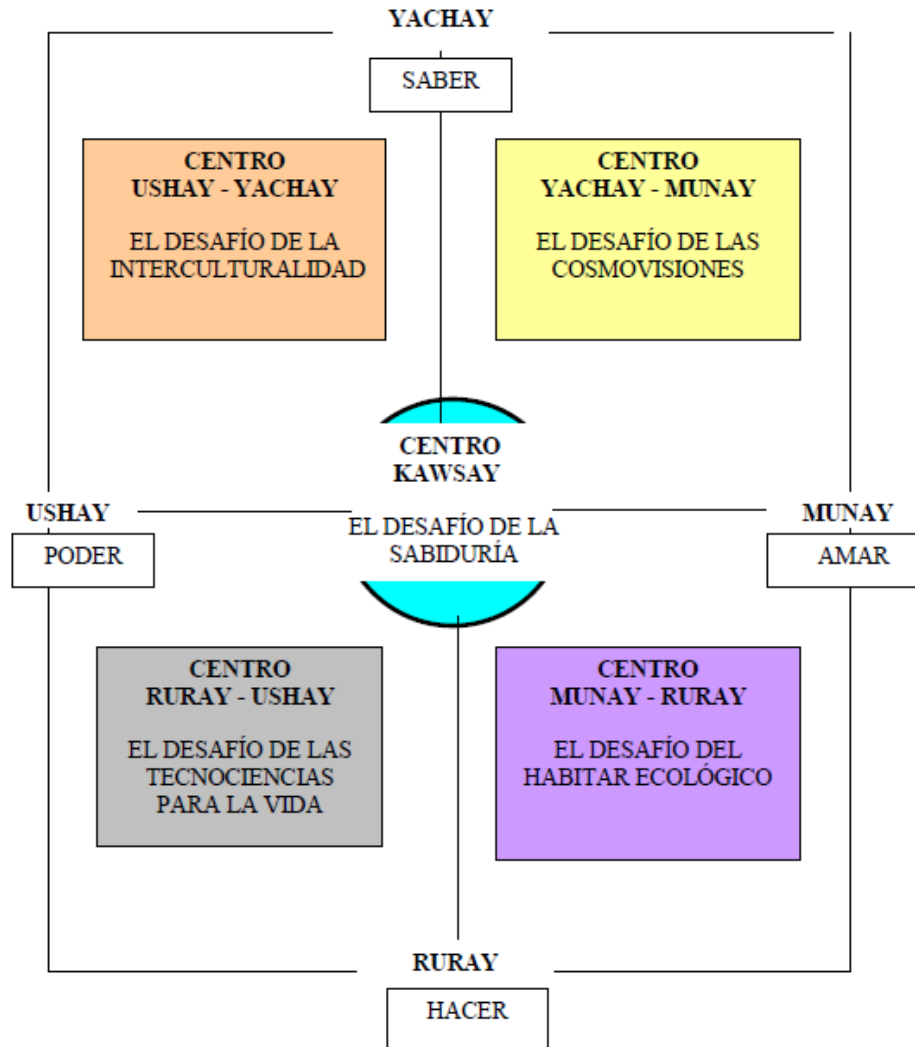 YACHAY
SABER
CENTRO
USHAY - YACHAY
EL DESAFÍO DE LA
INTERCULTURALIDAD
CENTRO
YACHAY - MUNAY
EL DESAFÍO DE LAS
COSMOVISIONES
CENTRO
KAWSAY
EL DESAFÍO DE LA
SABIDURÍA
USHAY
PODER
MUNAY
AMAR
CENTRO
RURAY - USHAY
EL DESAFÍO DE LAS
TECNOCIENCIAS
PARA LA VIDA
CENTRO
MUNAY - RURAY
EL DESAFÍO DEL
HABITAR ECOLÓGICO
RURAY
HACER